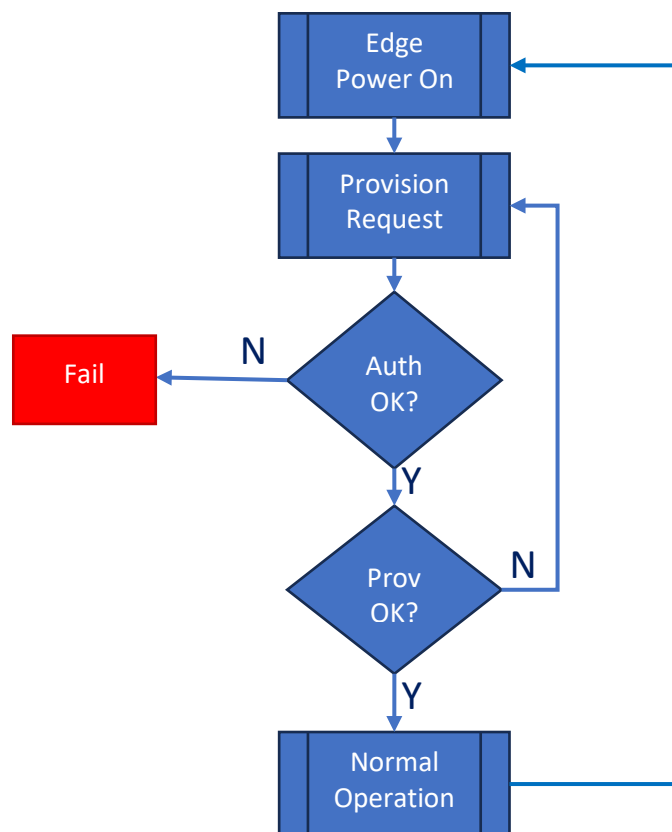 Edge
Power On
Provision
Request
N
Fail
Auth
OK?
Y
Prov
OK?
N
Y
Normal
Operation